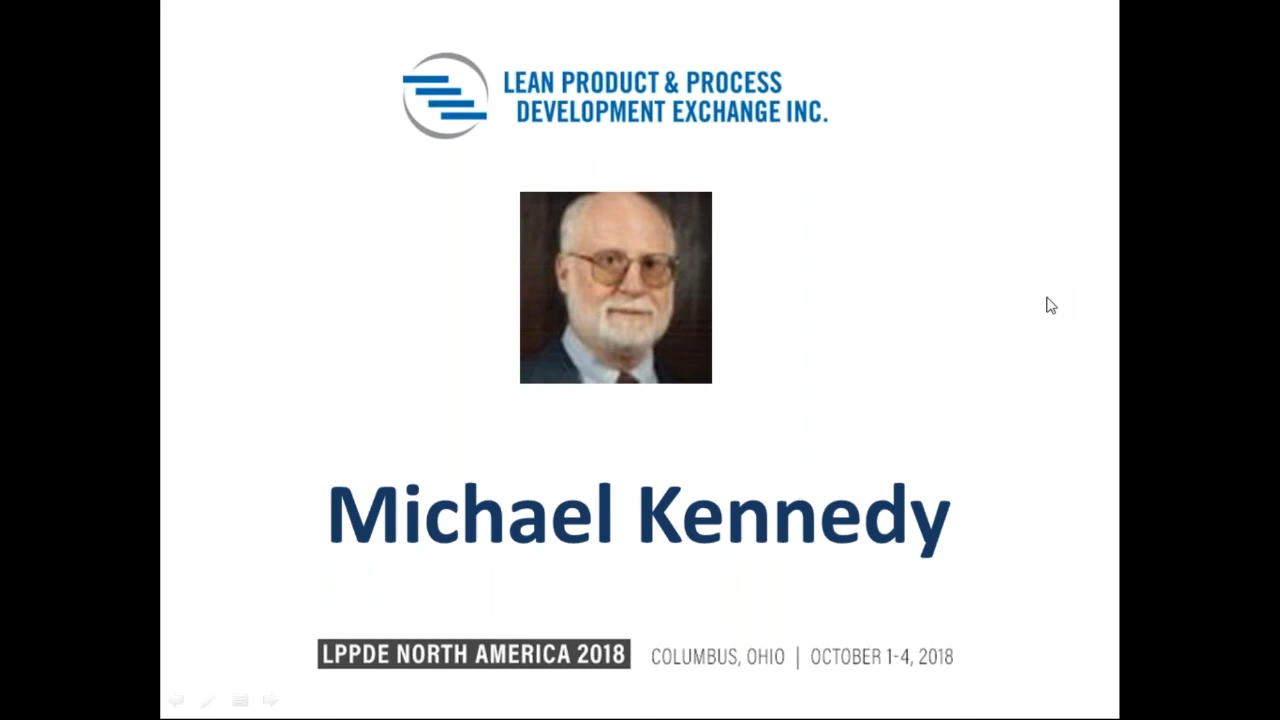 LEAN PRODUCT & PROCESS
DEVELOPMENT EXCHANGE INC.
Michael Kennedy
LPPDE NORTH AMERICA 2018 COLUMBUS, OHIO | OCTOBER 1-4, 2018